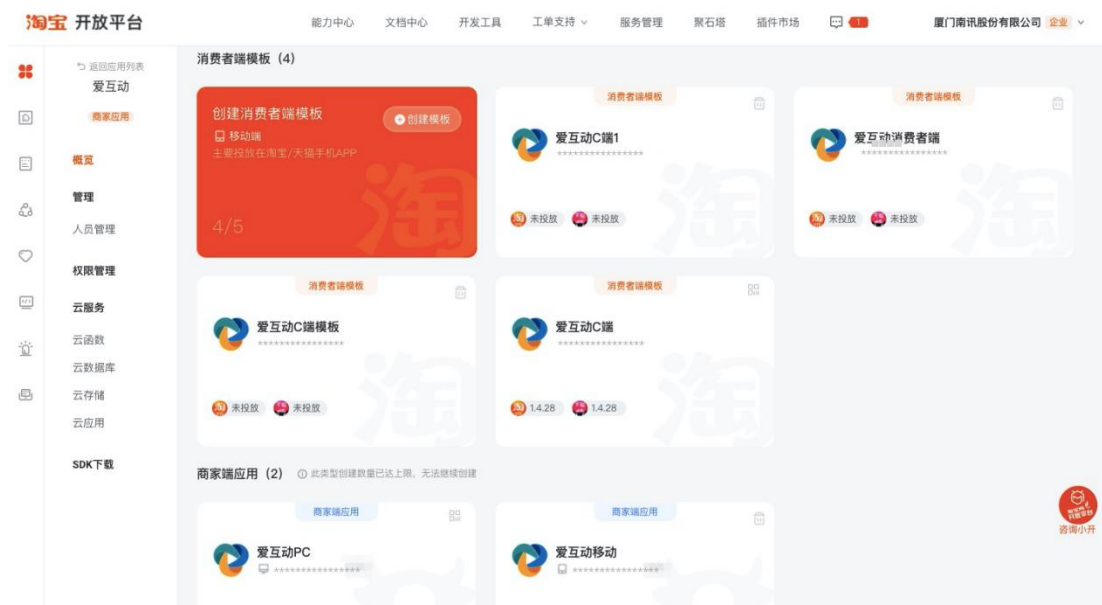 淘宝 开放平台
能力中心 文档中心 开发工具 工单支持 服务管理 聚石塔 插件市场 1 厦门南讯股份有限公司 企业
返回应用列表
爱互动
商家应用
概览
管理
人员管理
权限管理
云服务
云函数
云数据库
云存储
云应用
SDK下载
消费者端模板（4）
创建消费者端模板
创建模板
移动端
主要投放在淘宝/天猫手机APP
4/5
消费者端模板
爱互动C端1
****************
未投放 未投放
消费者端模板
爱互动消费者端
****************
未投放 未投放
消费者端模板
爱互动C端模板
****************
未投放 未投放
消费者端模板
爱互动C端
****************
1.4.28 1.4.28
商家端应用（2） 此类型创建数量已达上限，无法继续创建
商家端应用
爱互动PC
****************
商家端应用
爱互动移动
****************
咨询小开